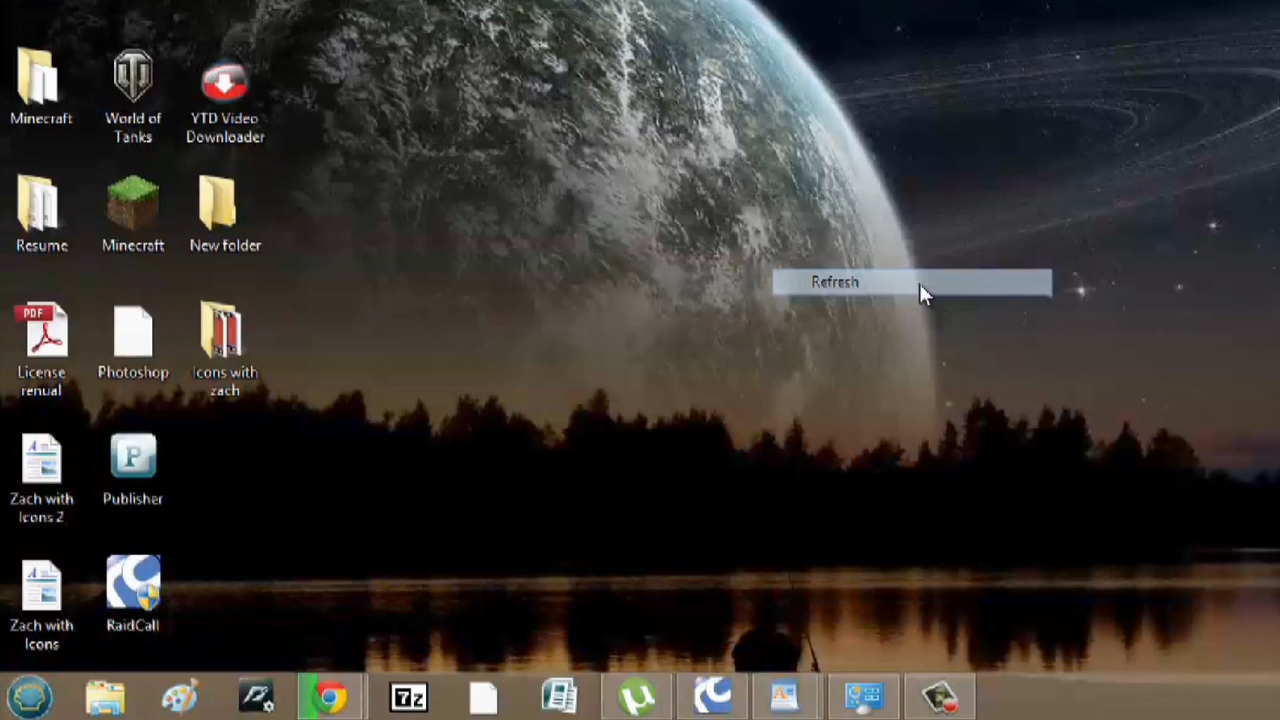 Minecraft
World of
Tanks
YTD Video
Downloader
Resume
Minecraft
New folder
Refresh
PDF
License
renual
Photoshop
Icons with
zach
Zach with
Icons 2
P
Publisher
Zach with
Icons
RaidCall
7z